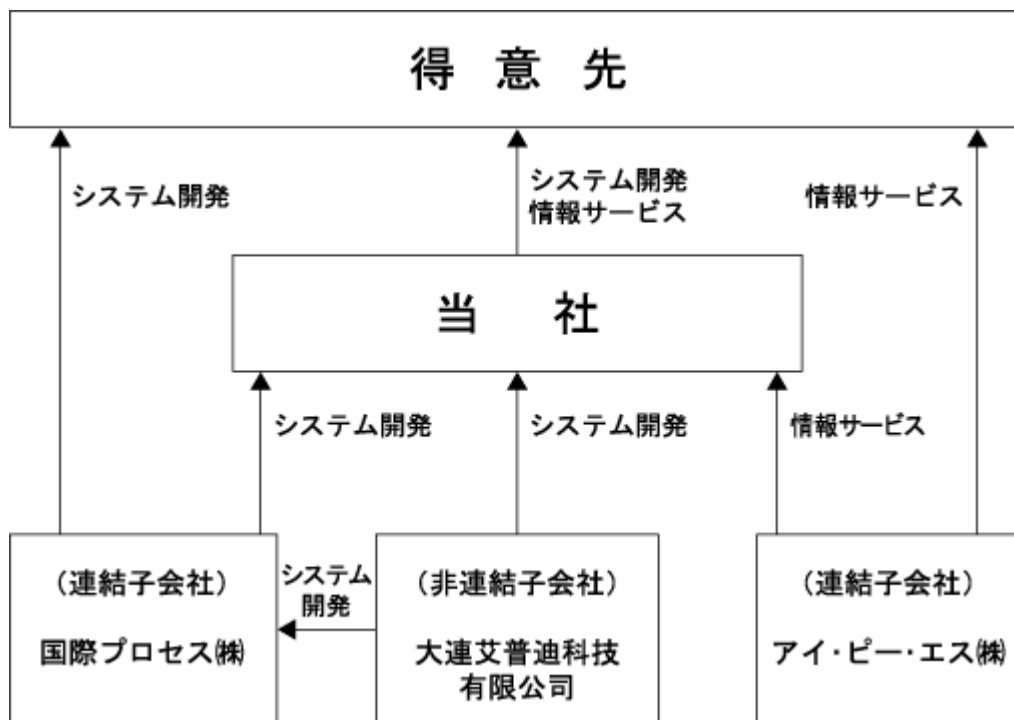 得意先
システム開発
システム開発
情報サービス
情報サービス
当社
システム開発
システム開発
情報サービス
(連結子会社)
国際プロセス㈱
システム
開発
(非連結子会社)
大連艾普迪科技
有限公司
(連結子会社)
アイ・ピー・エス㈱